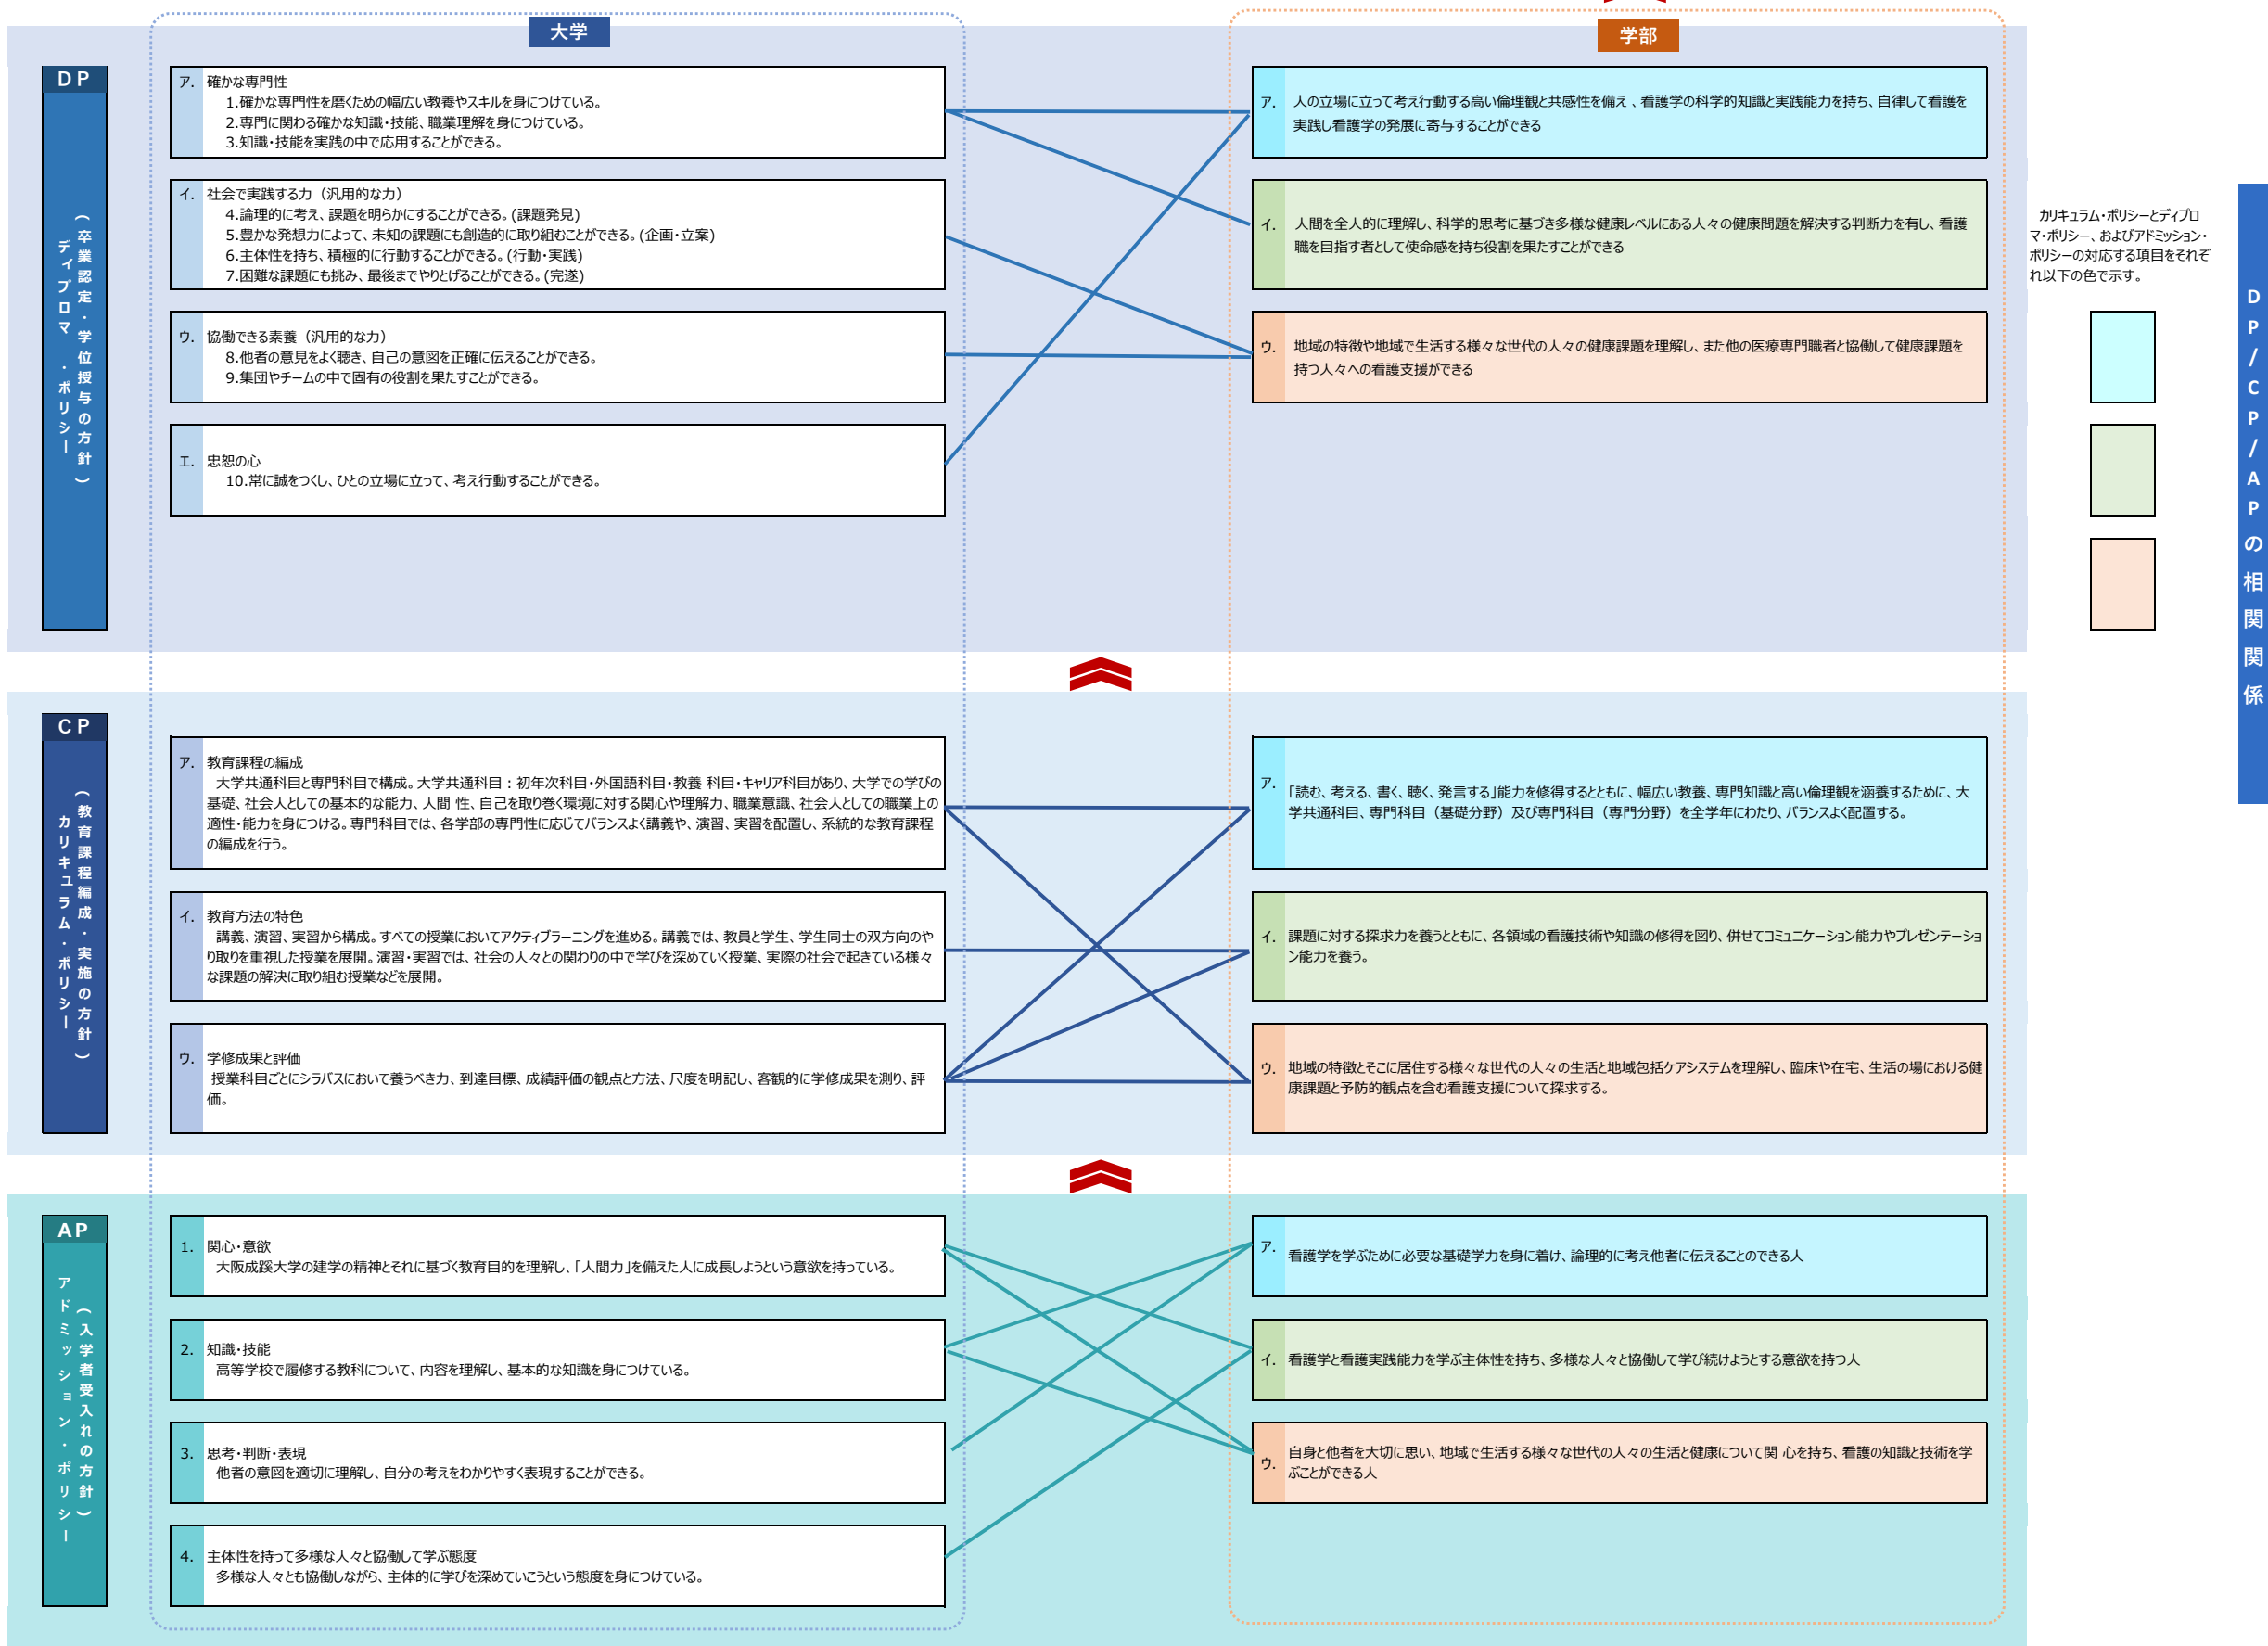 大学
学部
DP
ディプロマ・ポリシー
(卒業認定・学位授与の方針)
ア. 確かな専門性
1.確かな専門性を磨くための幅広い教養やスキルを身につけている。
2.専門に関わる確かな知識・技能、職業理解を身につけている。
3.知識・技能を実践の中で応用することができる。
イ. 社会で実践する力（汎用的な力）
4.論理的に考え、課題を明らかにすることができる。(課題発見)
5.豊かな発想力によって、未知の課題にも創造的に取り組むことができる。(企画・立案)
6.主体性を持ち、積極的に行動することができる。(行動・実践)
7.困難な課題にも挑み、最後までやりとげることができる。(完遂)
ウ. 協働できる素養（汎用的な力）
8.他者の意見をよく聴き、自己の意図を正確に伝えることができる。
9.集団やチームの中で固有の役割を果たすことができる。
エ. 忠恕の心
10.常に誠をつくし、ひとの立場に立って、考え行動することができる。
ア. 人の立場に立って考え行動する高い倫理観と共感性を備え 、看護学の科学的知識と実践能力を持ち、自律して看護を
実践し看護学の発展に寄与することができる
イ. 人間を全人的に理解し、科学的思考に基づき多様な健康レベルにある人々の健康問題を解決する判断力を有し、看護
職を目指す者として使命感を持ち役割を果たすことができる
ウ. 地域の特徴や地域で生活する様々な世代の人々の健康課題を理解し、また他の医療専門職者と協働して健康課題を
持つ人々への看護支援ができる
カリキュラム・ポリシーとディプロ
マ・ポリシー、およびアドミッション・
ポリシーの対応する項目をそれぞ
れ以下の色で示す。
DP/CP/APの相関関係
CP
カリキュラム・ポリシー
(教育課程編成・実施の方針)
ア. 教育課程の編成
大学共通科目と専門科目で構成。大学共通科目：初年次科目・外国語科目・教養 科目・キャリア科目があり、大学での学びの
基礎、社会人としての基本的な能力、人間 性、自己を取り巻く環境に対する関心や理解力、職業意識、社会人としての職業上の
適性・能力を身につける。専門科目では、各学部の専門性に応じてバランスよく講義や、演習、実習を配置し、系統的な教育課程
の編成を行う。
イ. 教育方法の特色
講義、演習、実習から構成。すべての授業においてアクティブラーニングを進める。講義では、教員と学生、学生同士の双方向のや
り取りを重視した授業を展開。演習・実習では、社会の人々との関わりの中で学びを深めていく授業、実際の社会で起きている様々
な課題の解決に取り組む授業などを展開。
ウ. 学修成果と評価
授業科目ごとにシラバスにおいて養うべき力、到達目標、成績評価の観点と方法、尺度を明記し、客観的に学修成果を測り、評
価。
ア. 「読む、考える、書く、聴く、発言する」能力を修得するとともに、幅広い教養、専門知識と高い倫理観を涵養するために、大
学共通科目、専門科目（基礎分野）及び専門科目（専門分野）を全学年にわたり、バランスよく配置する。
イ. 課題に対する探求力を養うとともに、各領域の看護技術や知識の修得を図り、併せてコミュニケーション能力やプレゼンテーショ
ン能力を養う。
ウ. 地域の特徴とそこに居住する様々な世代の人々の生活と地域包括ケアシステムを理解し、臨床や在宅、生活の場における健
康課題と予防的観点を含む看護支援について探求する。
AP
アドミッション・ポリシー
(入学者受入れの方針)
1. 関心・意欲
大阪成蹊大学の建学の精神とそれに基づく教育目的を理解し、「人間力」を備えた人に成長しようという意欲を持っている。
2. 知識・技能
高等学校で履修する教科について、内容を理解し、基本的な知識を身につけている。
3. 思考・判断・表現
他者の意図を適切に理解し、自分の考えをわかりやすく表現することができる。
4. 主体性を持って多様な人々と協働して学ぶ態度
多様な人々とも協働しながら、主体的に学びを深めていこうという態度を身につけている。
ア. 看護学を学ぶために必要な基礎学力を身に着け、論理的に考え他者に伝えることのできる人
イ. 看護学と看護実践能力を学ぶ主体性を持ち、多様な人々と協働して学び続けようとする意欲を持つ人
ウ. 自身と他者を大切に思い、地域で生活する様々な世代の人々の生活と健康について関 心を持ち、看護の知識と技術を学
ぶことができる人